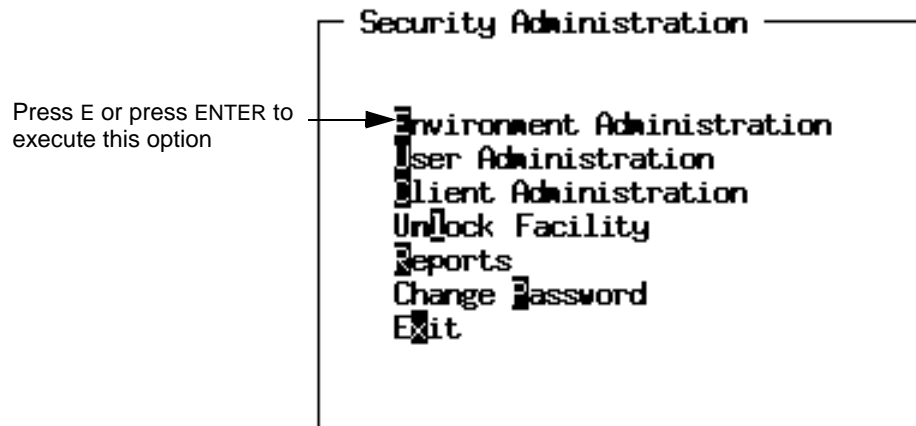 Security Administration
Press E or press ENTER to
execute this option
Environment Administration
User Administration
Client Administration
Unlock Facility
Reports
Change Password
Exit